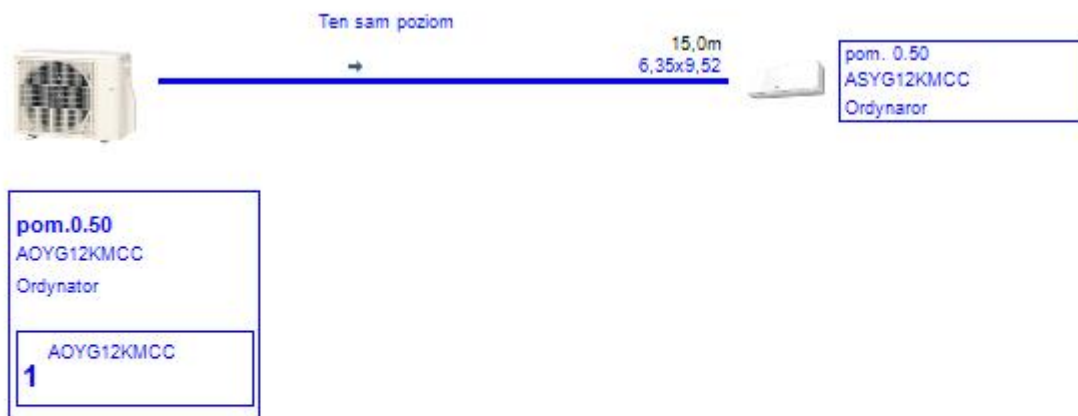 Ten sam poziom
15,0m
6,35x9,52
pom. 0.50
ASYG12KMCC
Ordynaror
pom.0.50
AOYG12KMCC
Ordynator
AOYG12KMCC
1